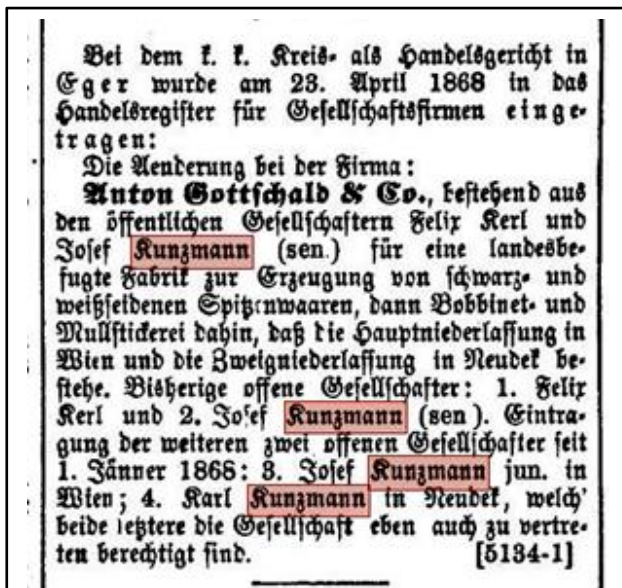 Bei dem k. k. Kreis- als Handelsgericht in
Eger wurde am 23. April 1868 in das
Handelsregister für Gesellschaftsfirmen einge-
tragen:
Die Aenderung bei der Firma:
Anton Gottschald & Co., bestehend aus
den öffentlichen Gesellschaftern Felix Kerl und
Josef Kunzmann (sen.) für eine landesbe-
fugte Fabrik zur Erzeugung von schwarz- und
weißseidenen Spitzenwaaren, dann Bobbinet- und
Mullstickerei dahin, daß die Hauptniederlassung in
Wien und die Zweigniederlassung in Neudek be-
stehe. Bisherige offene Gesellschafter: 1. Felix
Kerl und 2. Josef Kunzmann (sen). Eintra-
gung der weiteren zwei offenen Gesellschafter seit
1. Jänner 1868: 3. Josef Kunzmann jun. in
Wien; 4. Karl Kunzmann in Neudek, welch'
beide letztere die Gesellschaft eben auch zu vertre-
ten berechtigt sind. [5134-1]